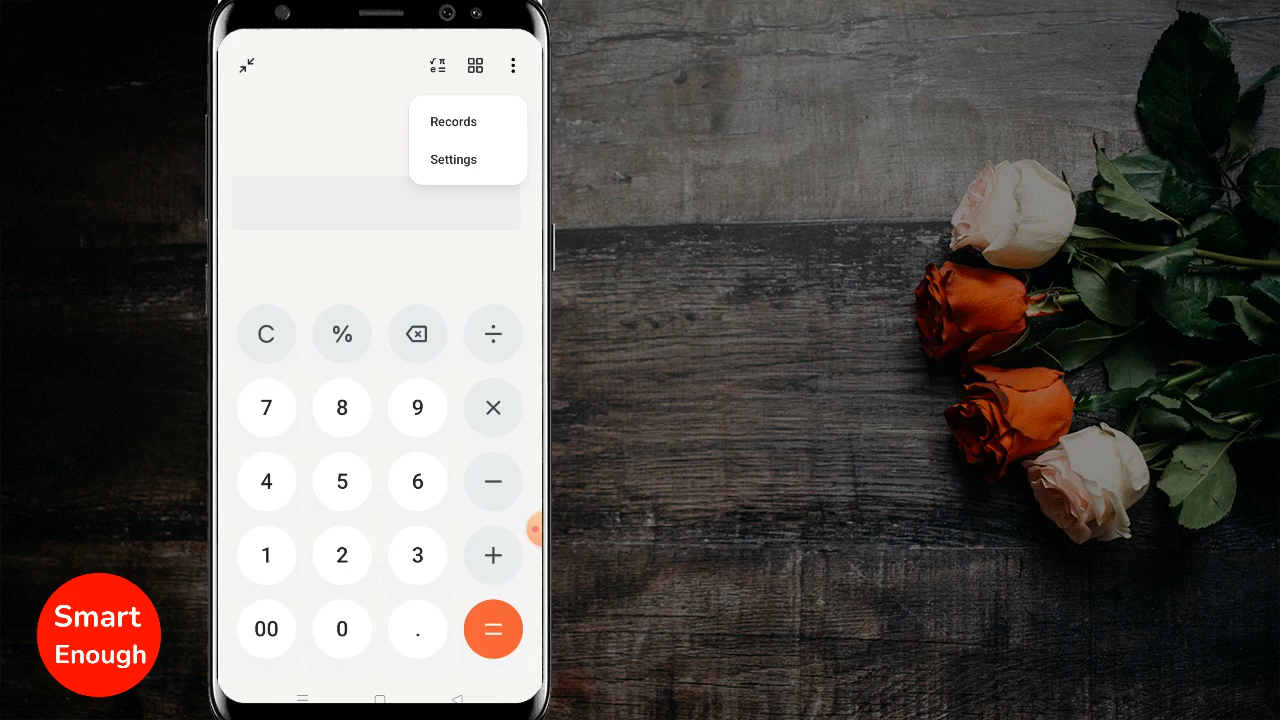 √ π
e =
Records
Settings
C % ÷
7 8 9 ×
4 5 6 −
1 2 3 +
00 0 . =
Smart
Enough